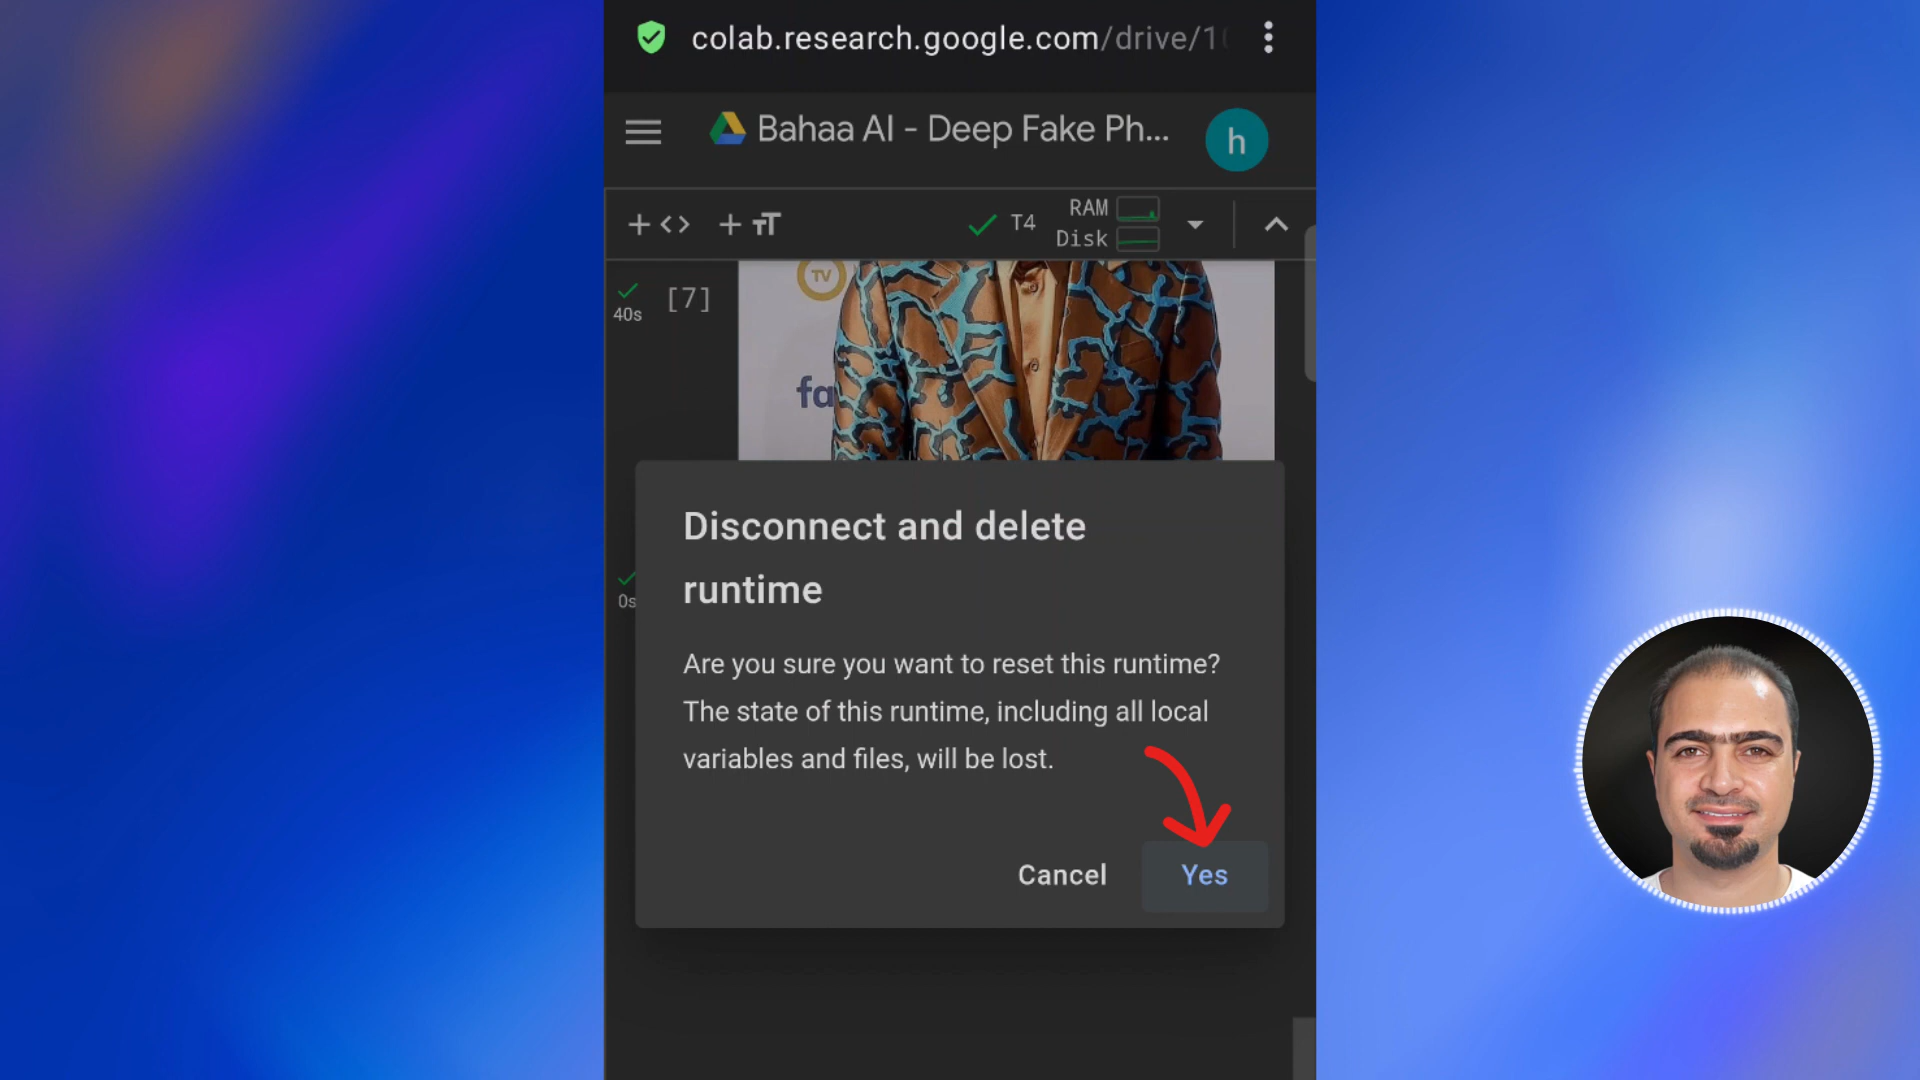 colab.research.google.com/drive/1
Bahaa AI - Deep Fake Ph...
h
T4
RAM
Disk
TV
[7]
40s
fa
Disconnect and delete
runtime
0s
Are you sure you want to reset this runtime?
The state of this runtime, including all local
variables and files, will be lost.
Cancel
Yes